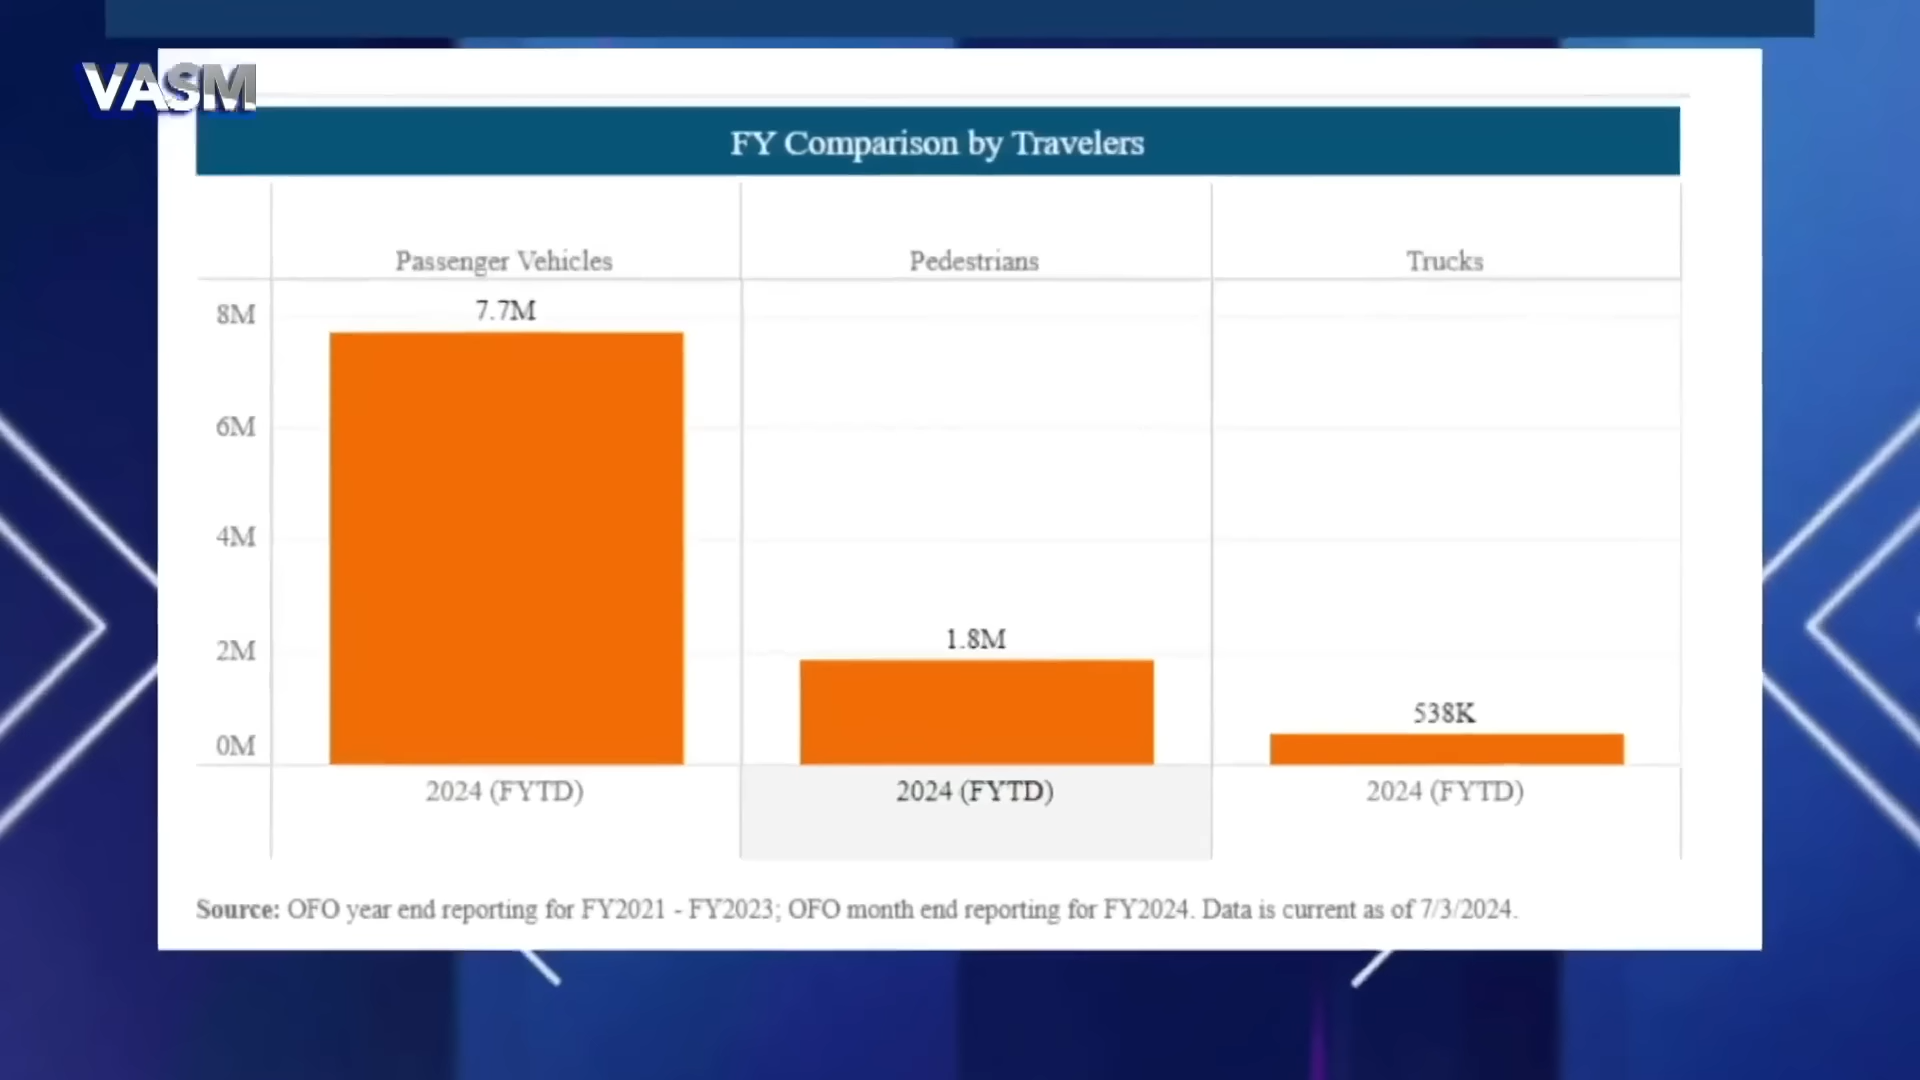 VASM
FY Comparison by Travelers
Passenger Vehicles
Pedestrians
Trucks
8M
6M
4M
2M
0M
7.7M
1.8M
538K
2024 (FYTD)
2024 (FYTD)
2024 (FYTD)
Source: OFO year end reporting for FY2021 - FY2023; OFO month end reporting for FY2024. Data is current as of 7/3/2024.